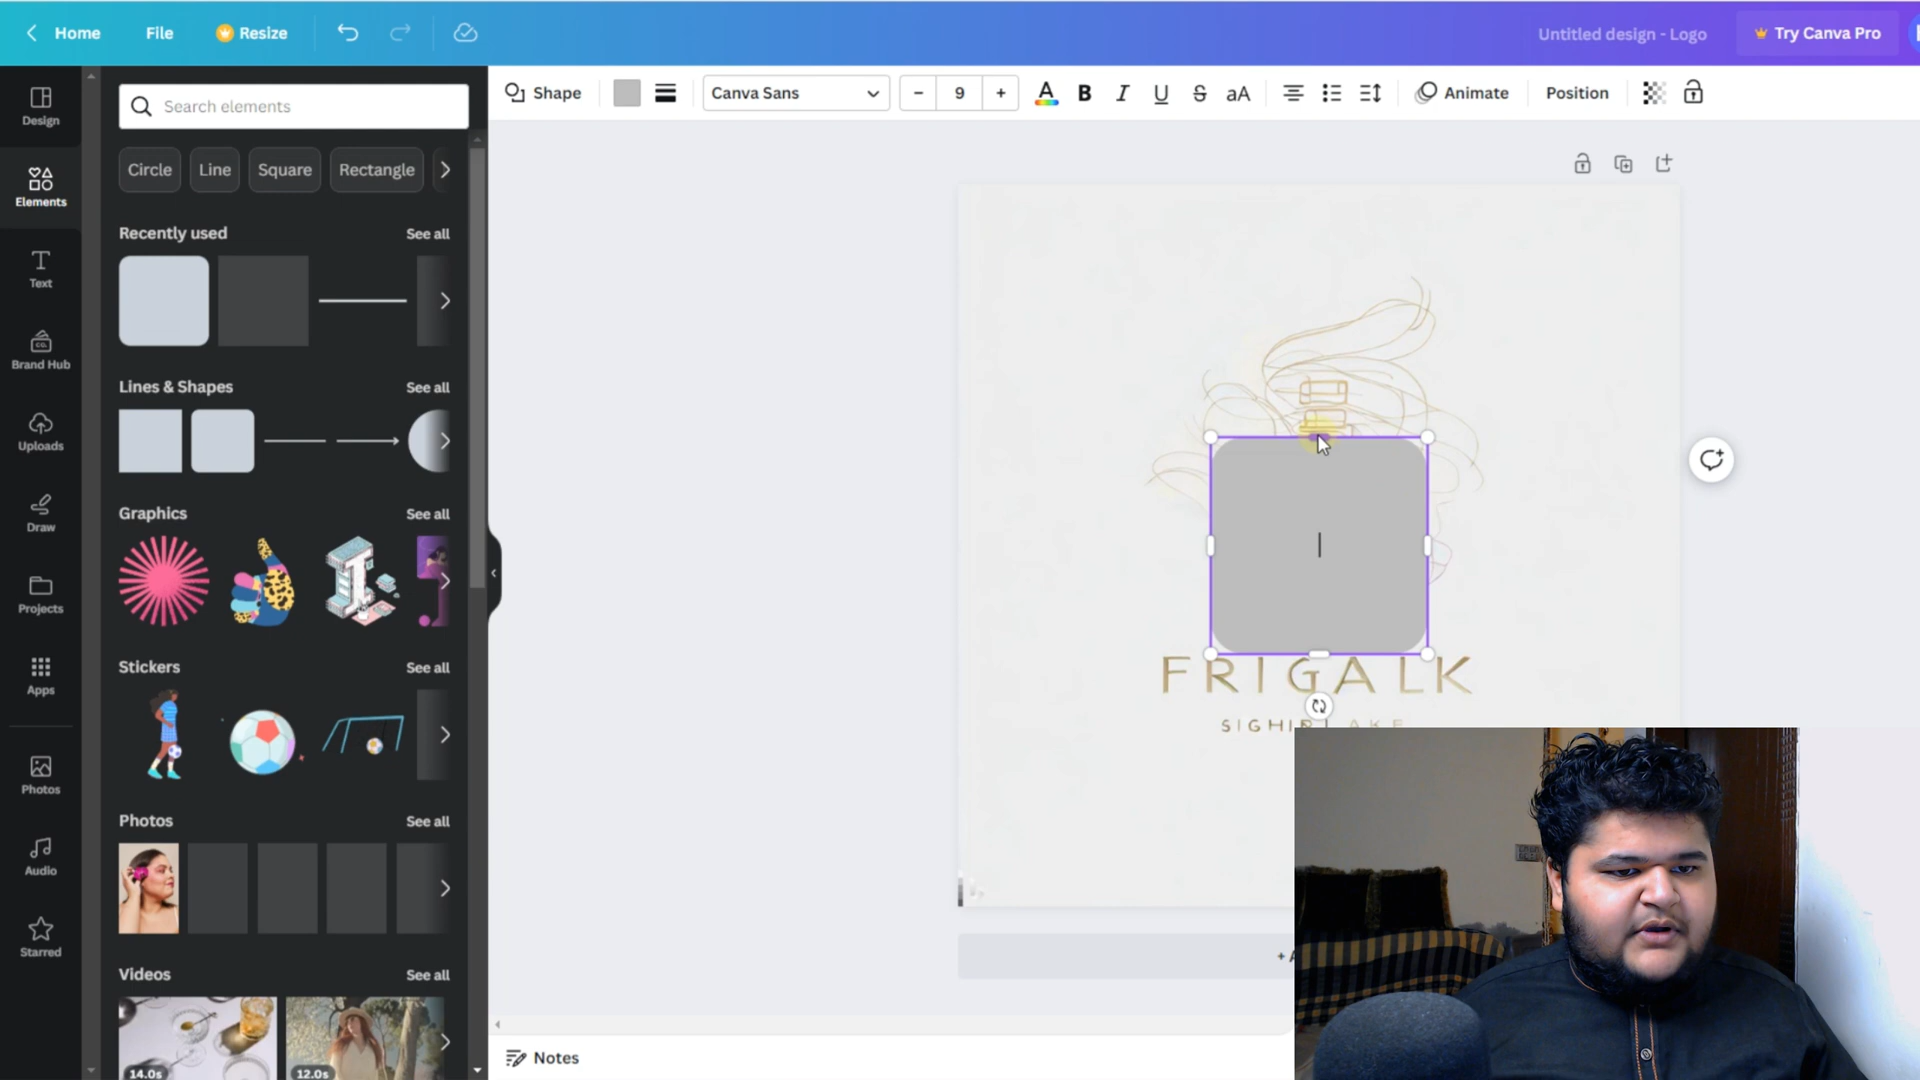 Home File Resize Untitled design - Logo Try Canva Pro
Shape Canva Sans − 9 + A B I U S aA Animate Position
Search elements
Circle Line Square Rectangle
Design
Elements
Text
Brand Hub
Uploads
Draw
Projects
Apps
Photos
Audio
Starred
Recently used See all
Lines & Shapes See all
Graphics See all
Stickers See all
Photos See all
Videos See all
14.0s 12.0s
FRIGALK
Notes